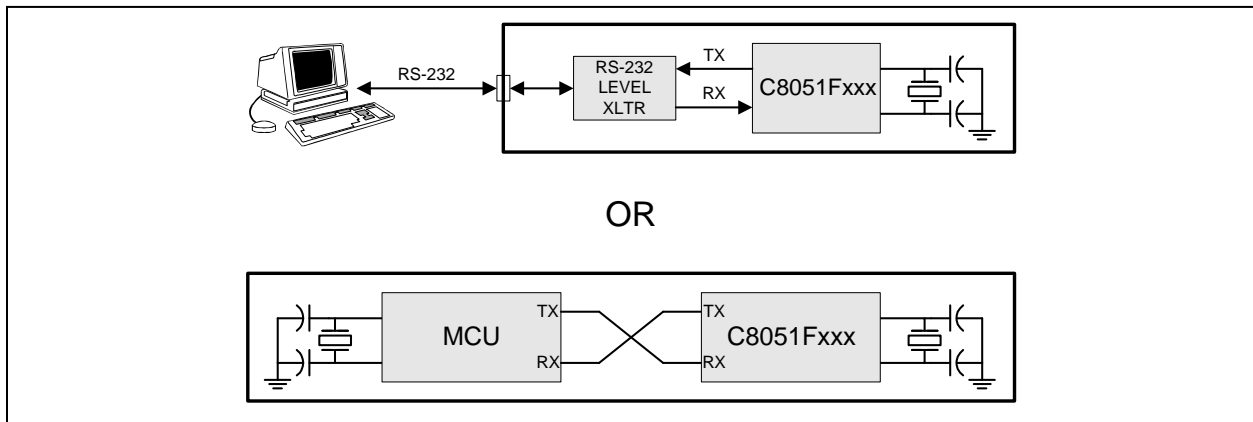 RS-232
RS-232
LEVEL
XLTR
TX
RX
C8051Fxxx
OR
MCU
TX
RX
TX
RX
C8051Fxxx